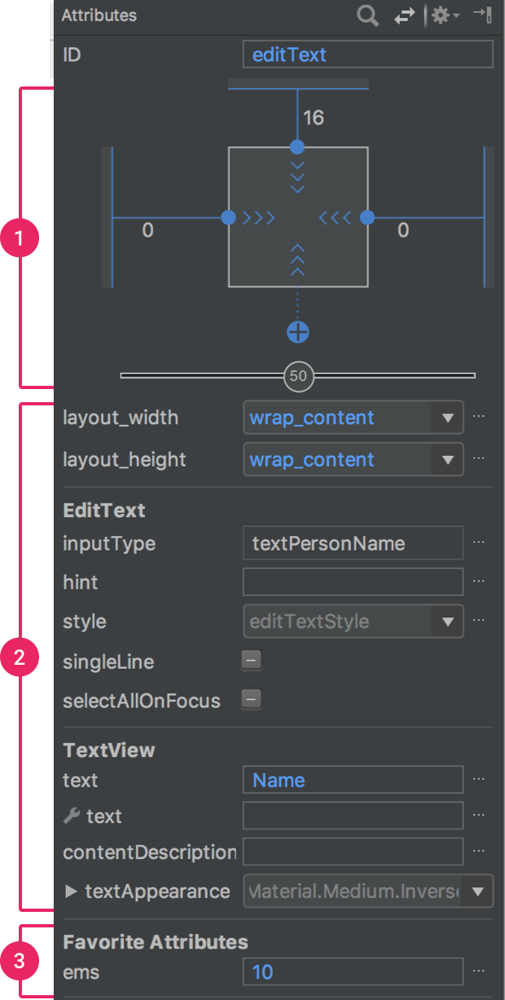 Attributes
ID editText
16
0 0
1
50
layout_width wrap_content ...
layout_height wrap_content ...
EditText
inputType textPersonName ...
hint ...
style editTextStyle ...
2
singleLine
selectAllOnFocus
TextView
text Name ...
text ...
contentDescription ...
textAppearance Material.Medium.Invers
Favorite Attributes
3
ems 10 ...